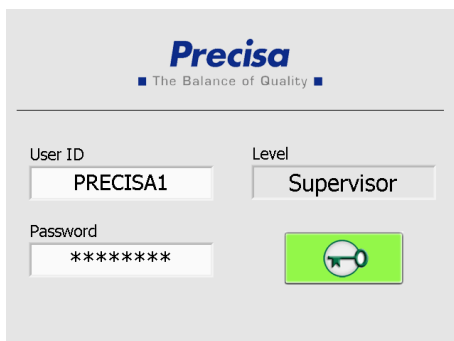 Precisa
The Balance of Quality
User ID
PRECISA1
Level
Supervisor
Password
********